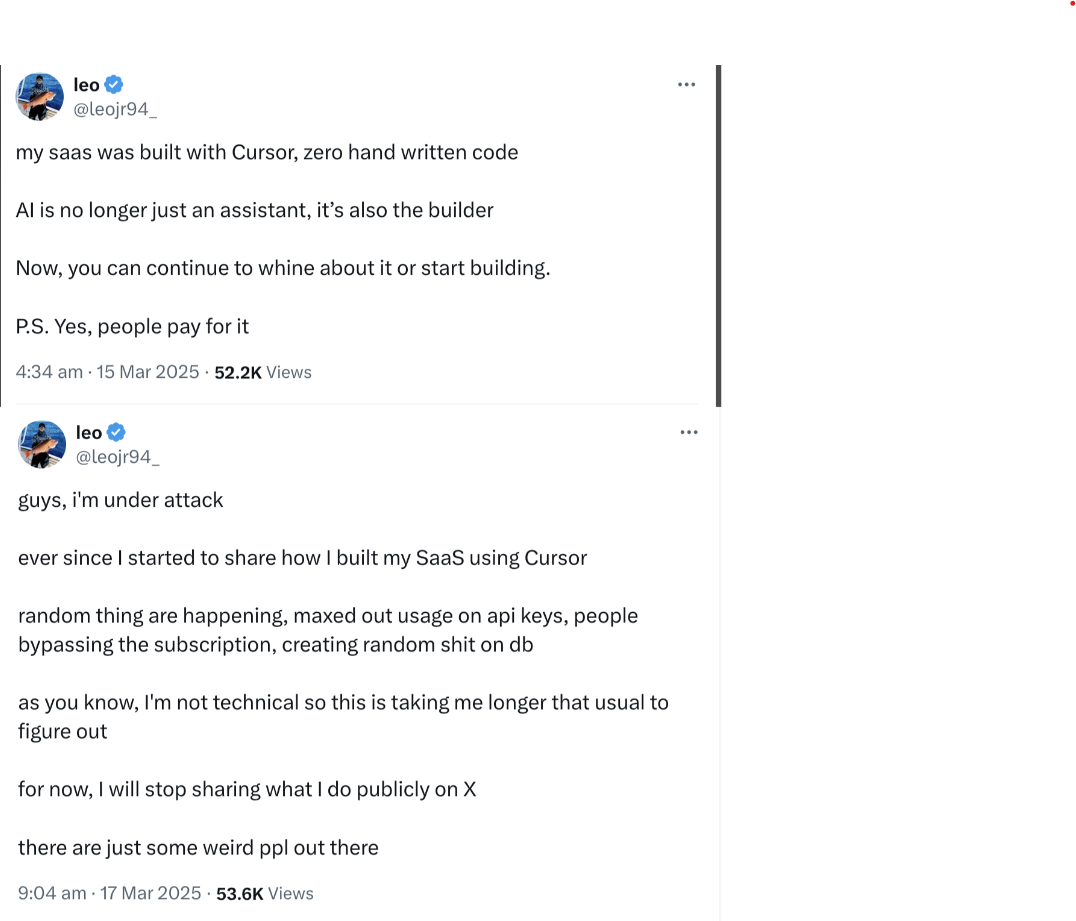 leo
@leojr94_
my saas was built with Cursor, zero hand written code
AI is no longer just an assistant, it’s also the builder
Now, you can continue to whine about it or start building.
P.S. Yes, people pay for it
4:34 am · 15 Mar 2025 · 52.2K Views
leo
@leojr94_
guys, i'm under attack
ever since I started to share how I built my SaaS using Cursor
random thing are happening, maxed out usage on api keys, people
bypassing the subscription, creating random shit on db
as you know, I'm not technical so this is taking me longer that usual to
figure out
for now, I will stop sharing what I do publicly on X
there are just some weird ppl out there
9:04 am · 17 Mar 2025 · 53.6K Views